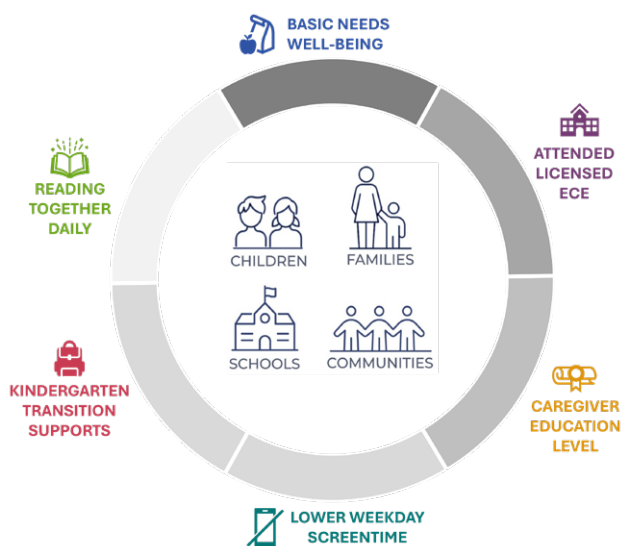 BASIC NEEDS
WELL-BEING
ATTENDED
LICENSED
ECE
CAREGIVER
EDUCATION
LEVEL
LOWER WEEKDAY
SCREENTIME
KINDERGARTEN
TRANSITION
SUPPORTS
READING
TOGETHER
DAILY
CHILDREN
FAMILIES
SCHOOLS
COMMUNITIES